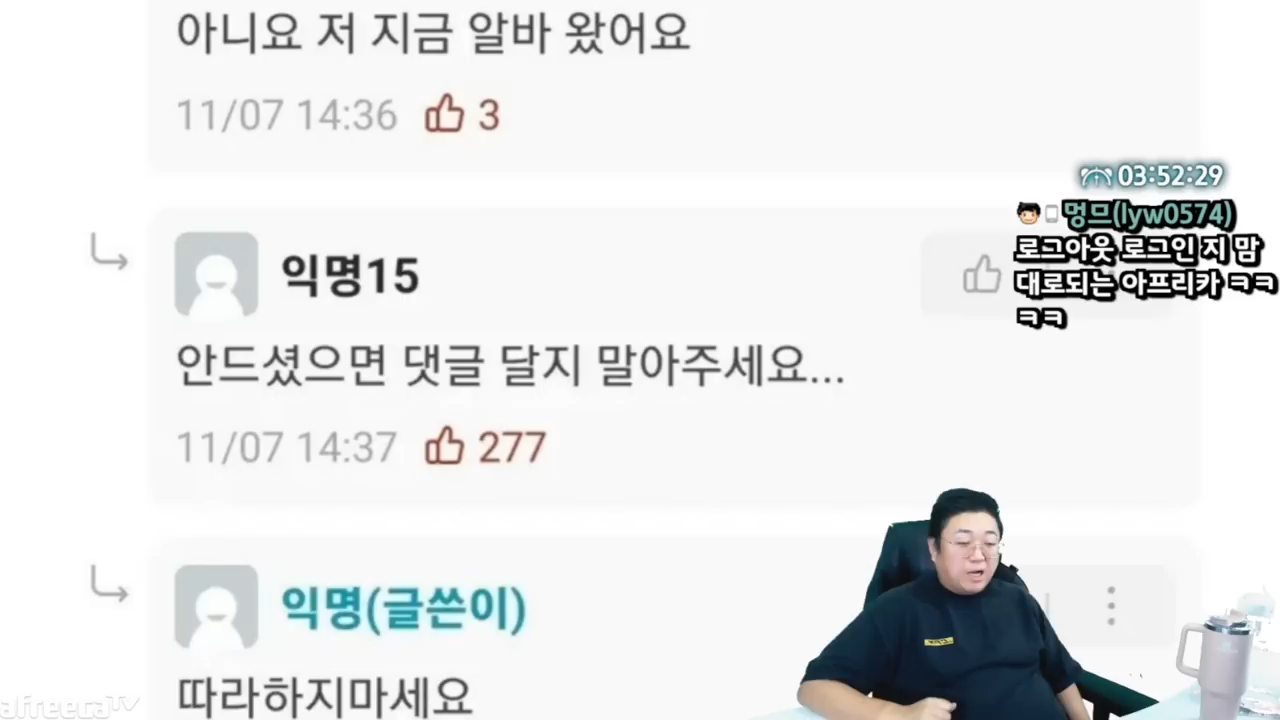 아니요 저 지금 알바 왔어요
11/07 14:36 3
03:52:29
멍므(lyw0574)
로그아웃 로그인 지 맘
대로되는 아프리카 ㅋㅋ
ㅋㅋ
익명15
안드셨으면 댓글 달지 말아주세요...
11/07 14:37 277
익명(글쓴이)
따라하지마세요
afreecaTV